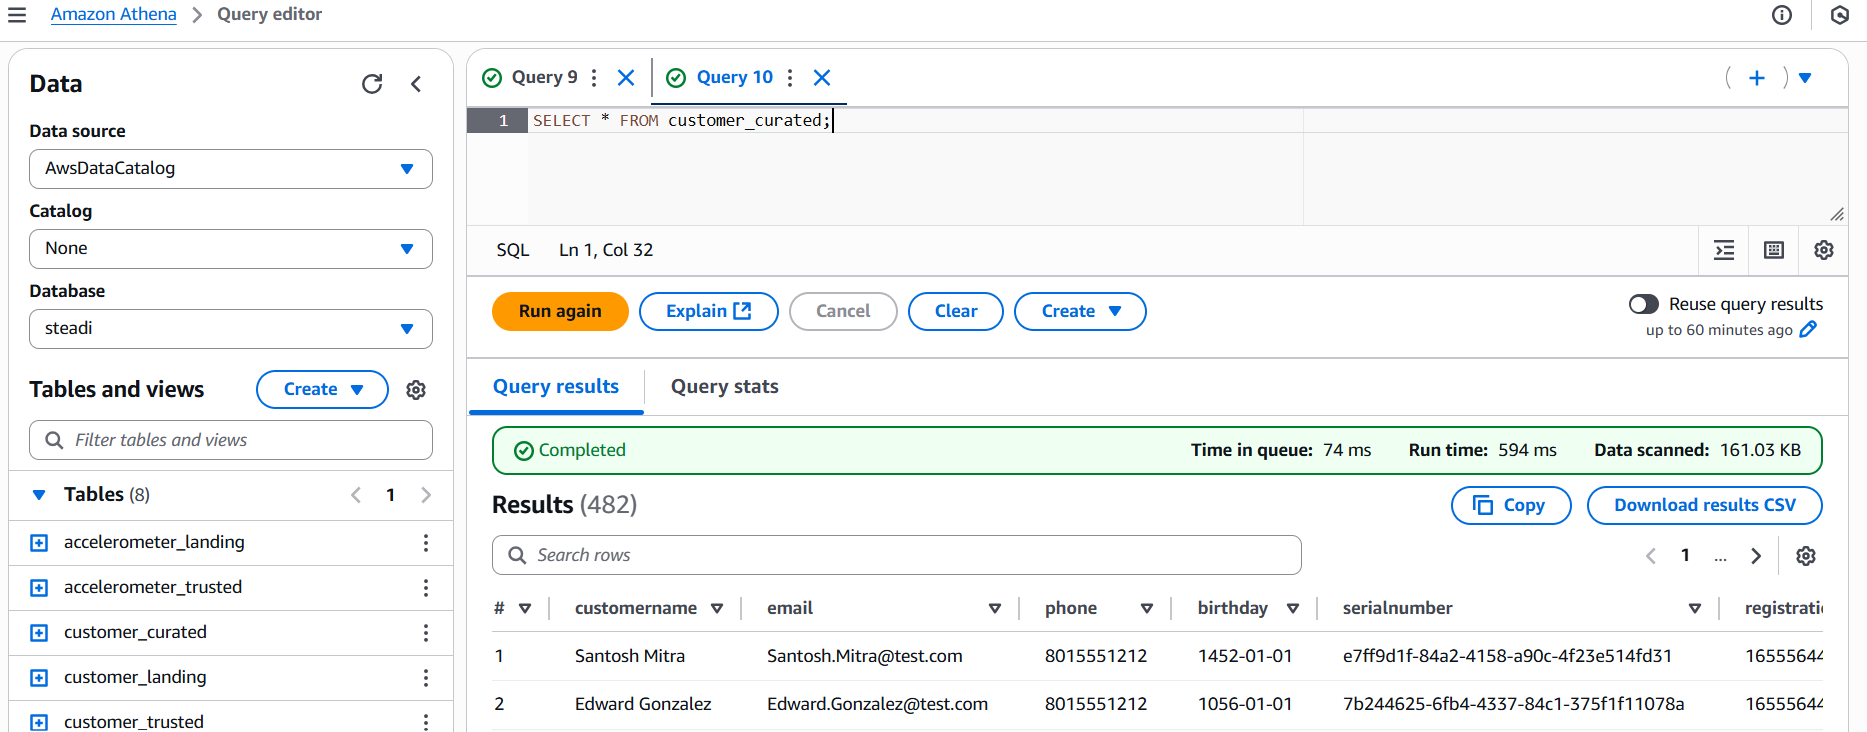 Amazon Athena > Query editor
Data
Data source
AwsDataCatalog
Catalog
None
Database
steadi
Tables and views
Create
Filter tables and views
Tables (8)
1
accelerometer_landing
accelerometer_trusted
customer_curated
customer_landing
customer_trusted
Query 9
Query 10
1 SELECT * FROM customer_curated;
SQL Ln 1, Col 32
Run again
Explain
Cancel
Clear
Create
Reuse query results
up to 60 minutes ago
Query results
Query stats
Completed
Time in queue: 74 ms
Run time: 594 ms
Data scanned: 161.03 KB
Results (482)
Copy
Download results CSV
Search rows
1 ...
# customername email phone birthday serialnumber registrati
1 Santosh Mitra Santosh.Mitra@test.com 8015551212 1452-01-01 e7ff9d1f-84a2-4158-a90c-4f23e514fd31 16555644
2 Edward Gonzalez Edward.Gonzalez@test.com 8015551212 1056-01-01 7b244625-6fb4-4337-84c1-375f1f11078a 16555644